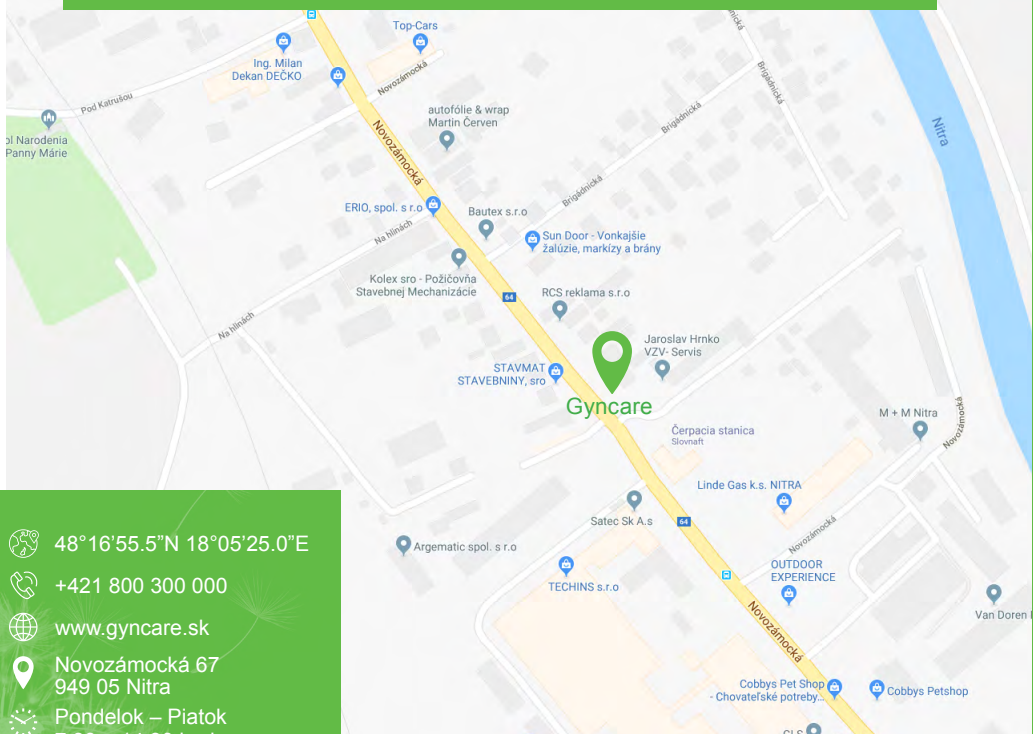 Top-Cars
Ing. Milan
Dekan DEČKO
Novozámocká
Pod Katrušou
ol Narodenia
Panny Márie
autofólie & wrap
Martin Červen
Brigádnická
Brigádnická
Nitra
Novozámocká
ERIO, spol. s r.o
Bautex s.r.o
Brigádnická
Na hlinách
Sun Door - Vonkajšie
žalúzie, markízy a brány
Kolex sro - Požičovňa
Stavebnej Mechanizácie
64
RCS reklama s.r.o
Na hlinách
Jaroslav Hrnko
VZV- Servis
STAVMAT
STAVEBNINY, sro
Gyncare
M + M Nitra
Novozámocká
Čerpacia stanica
Slovnaft
Linde Gas k.s. NITRA
Satec Sk A.s
64
Novozámocká
Argematic spol. s r.o
TECHINS s.r.o
OUTDOOR
EXPERIENCE
Van Doren
Novozámocká
Cobbys Pet Shop
- Chovateľské potreby...
Cobbys Petshop
48°16’55.5”N 18°05’25.0”E
+421 800 300 000
www.gyncare.sk
Novozámocká 67
949 05 Nitra
Pondelok – Piatok